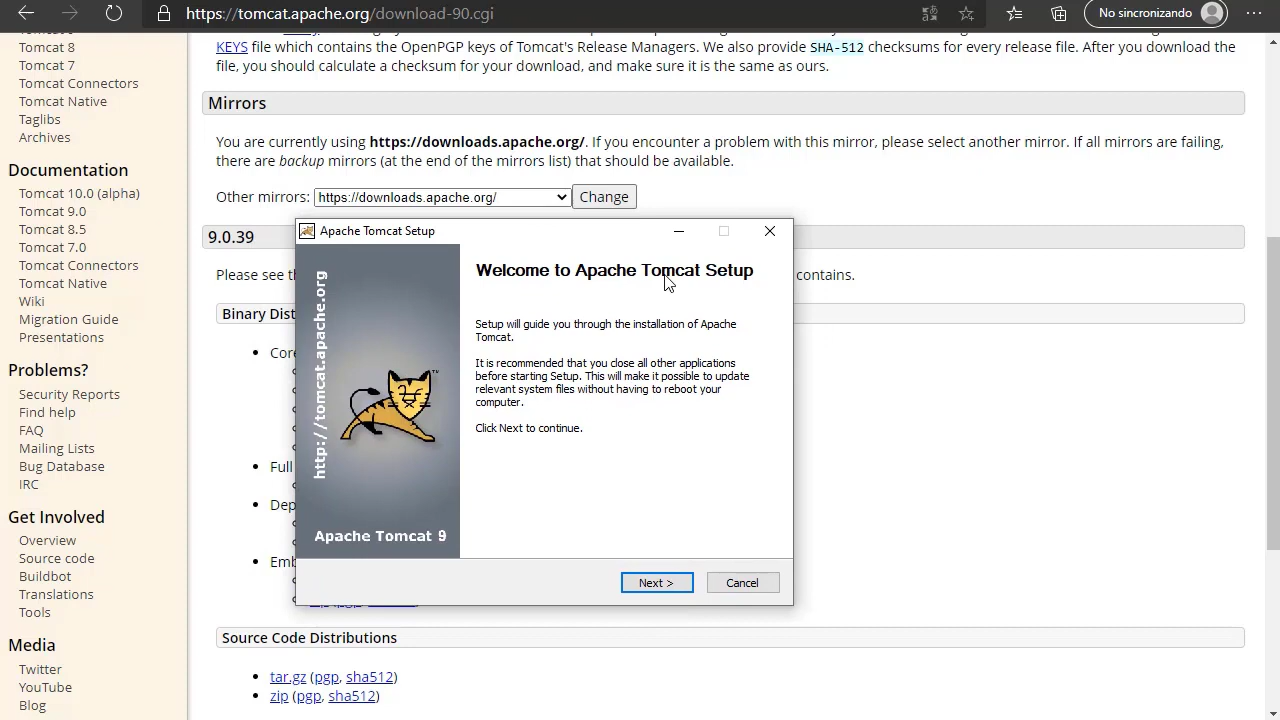 https://tomcat.apache.org/download-90.cgi
No sincronizando
Tomcat 8
Tomcat 7
Tomcat Connectors
Tomcat Native
Taglibs
Archives
Documentation
Tomcat 10.0 (alpha)
Tomcat 9.0
Tomcat 8.5
Tomcat 7.0
Tomcat Connectors
Tomcat Native
Wiki
Migration Guide
Presentations
Problems?
Security Reports
Find help
FAQ
Mailing Lists
Bug Database
IRC
Get Involved
Overview
Source code
Buildbot
Translations
Tools
Media
Twitter
YouTube
Blog
KEYS file which contains the OpenPGP keys of Tomcat's Release Managers. We also provide SHA-512 checksums for every release file. After you download the
file, you should calculate a checksum for your download, and make sure it is the same as ours.
Mirrors
You are currently using https://downloads.apache.org/. If you encounter a problem with this mirror, please select another mirror. If all mirrors are failing,
there are backup mirrors (at the end of the mirrors list) that should be available.
Other mirrors: https://downloads.apache.org/ Change
9.0.39
Please see th
contains.
Binary Dist
Core
Full
Dep
Emb
Apache Tomcat Setup
http://tomcat.apache.org
Apache Tomcat 9
Welcome to Apache Tomcat Setup
Setup will guide you through the installation of Apache
Tomcat.
It is recommended that you close all other applications
before starting Setup. This will make it possible to update
relevant system files without having to reboot your
computer.
Click Next to continue.
Next >
Cancel
Source Code Distributions
tar.gz (pgp, sha512)
zip (pgp, sha512)